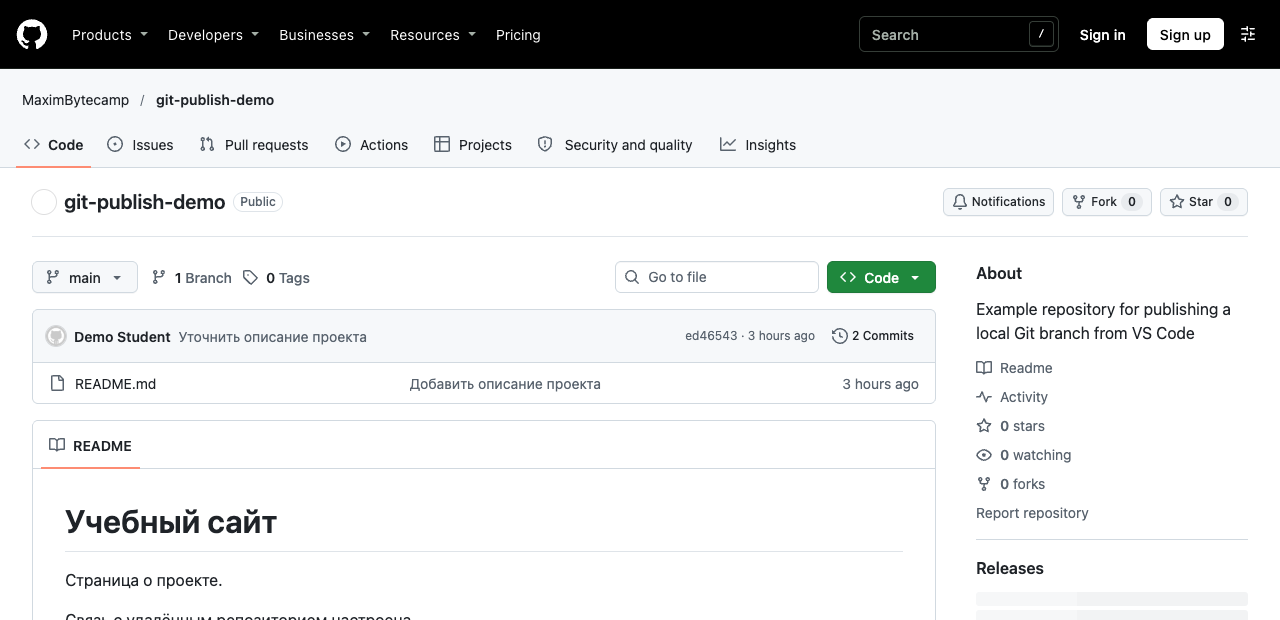 Products Developers Businesses Resources Pricing Search / Sign in Sign up
MaximBytecamp / git-publish-demo
Code Issues Pull requests Actions Projects Security and quality Insights
git-publish-demo Public Notifications Fork 0 Star 0
main 1 Branch 0 Tags Go to file Code
Demo Student Уточнить описание проекта ed46543 · 3 hours ago 2 Commits
README.md Добавить описание проекта 3 hours ago
README
Учебный сайт
Страница о проекте.
Связь с удалённым репозиторием настроена.
About
Example repository for publishing a
local Git branch from VS Code
Readme
Activity
0 stars
0 watching
0 forks
Report repository
Releases